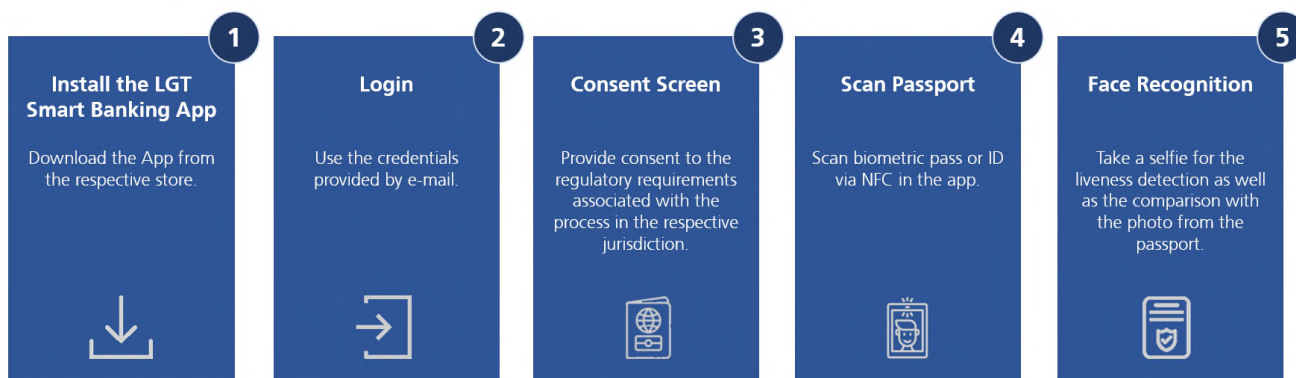 1
Install the LGT
Smart Banking App
Download the App from
the respective store.
2
Login
Use the credentials
provided by e-mail.
3
Consent Screen
Provide consent to the
regulatory requirements
associated with the
process in the respective
jurisdiction.
4
Scan Passport
Scan biometric pass or ID
via NFC in the app.
5
Face Recognition
Take a selfie for the
liveness detection as well
as the comparison with
the photo from the
passport.